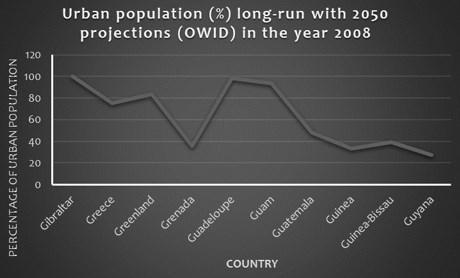 Urban population (%) long-run with 2050
projections (OWID) in the year 2008
PERCENTAGE OF URBAN POPULATION
120
100
80
60
40
20
0
Gibraltar
Greece
Greenland
Grenada
Guadeloupe
Guam
Guatemala
Guinea
Guinea-Bissau
Guyana
COUNTRY